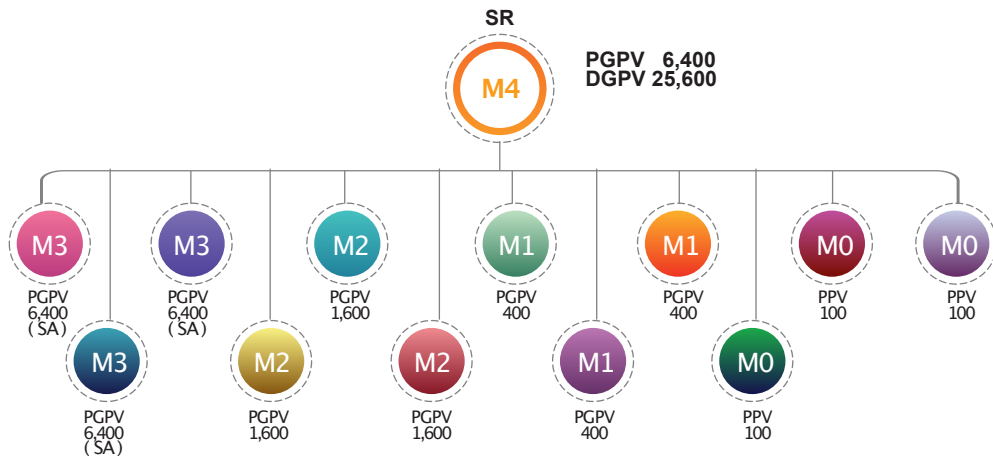 SR
M4
PGPV 6,400
DGPV 25,600
M3
M3
M2
M1
M1
M0
M0
PGPV
6,400
( SA )
PGPV
6,400
( SA )
PGPV
1,600
PGPV
400
PGPV
400
PPV
100
PPV
100
M3
M2
M2
M1
M0
PGPV
6,400
( SA )
PGPV
1,600
PGPV
1,600
PGPV
400
PPV
100